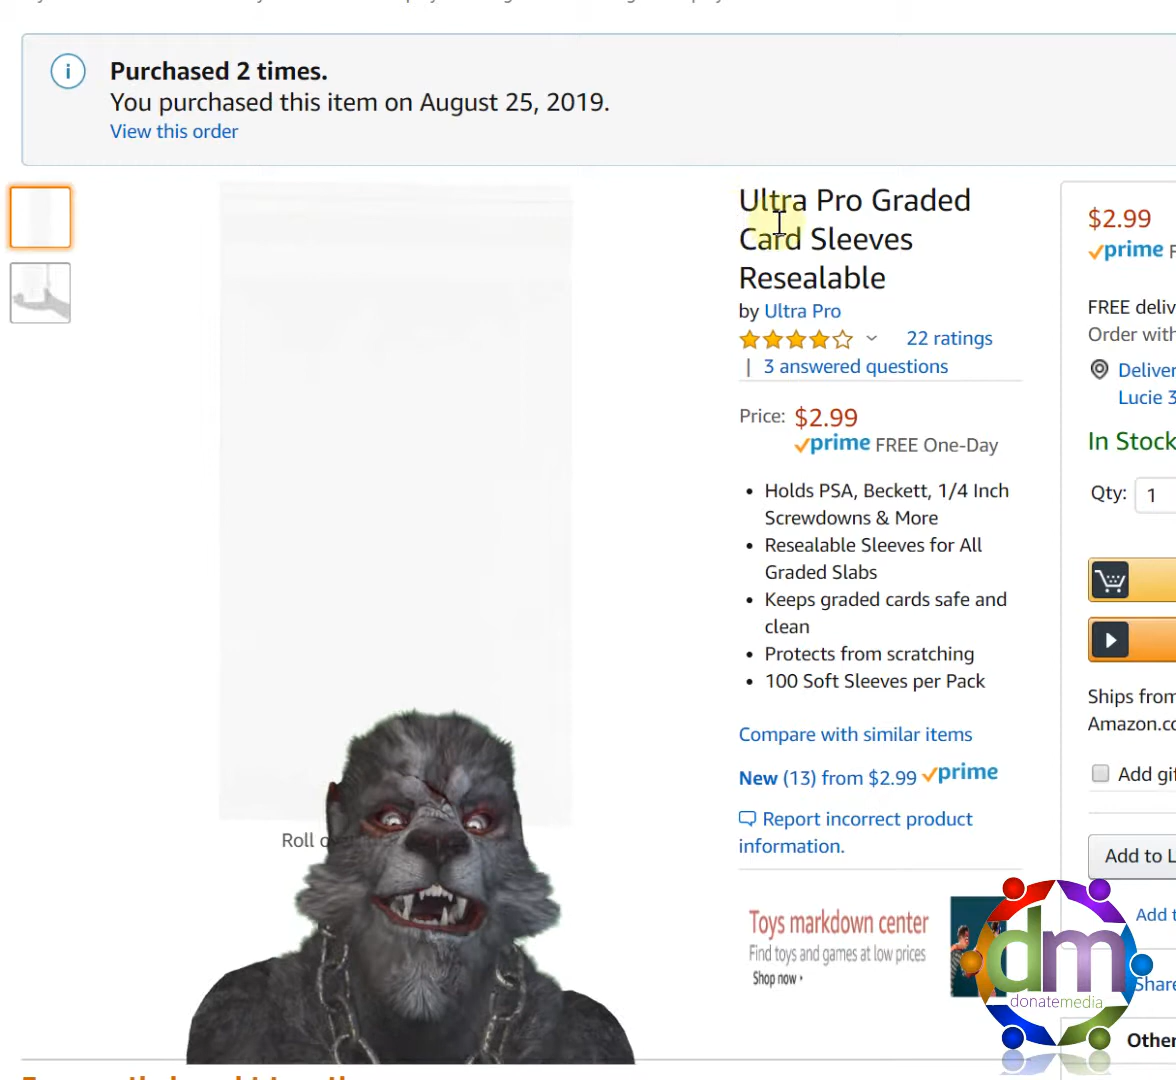 Purchased 2 times.
You purchased this item on August 25, 2019.
View this order
Ultra Pro Graded
Card Sleeves
Resealable
by Ultra Pro
22 ratings
| 3 answered questions
Price: $2.99
prime FREE One-Day
• Holds PSA, Beckett, 1/4 Inch
Screwdowns & More
• Resealable Sleeves for All
Graded Slabs
• Keeps graded cards safe and
clean
• Protects from scratching
• 100 Soft Sleeves per Pack
Compare with similar items
New (13) from $2.99 prime
Report incorrect product
information.
Toys markdown center
Find toys and games at low prices
Shop now
Roll
$2.99
prime F
FREE deliv
Order with
Deliver
Lucie 3
In Stock
Qty: 1
Ships from
Amazon.co
Add gif
Add to L
Add t
Share
Other
dm
donatemedia